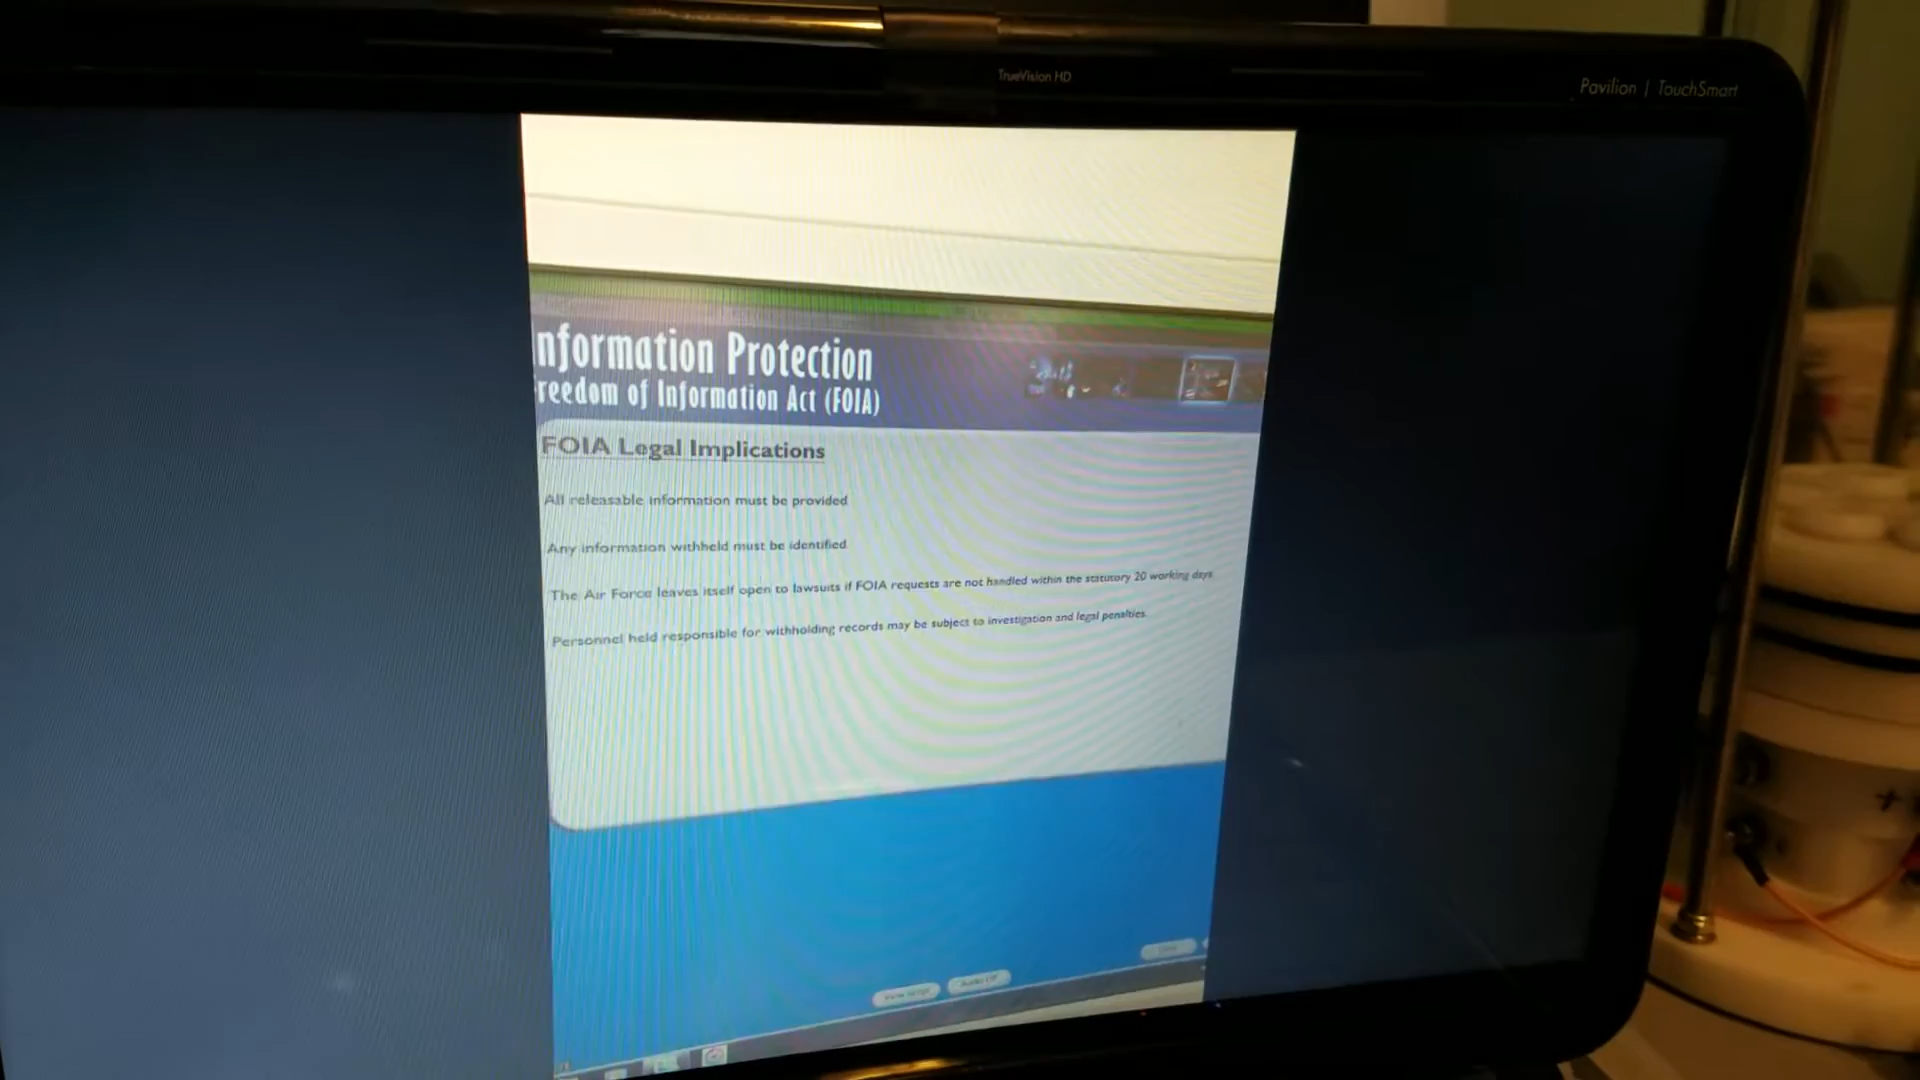 TrueVision HD
Pavilion | TouchSmart
nformation Protection
reedom of Information Act (FOIA)
FOIA Legal Implications
All releasable information must be provided
Any information withheld must be identified
The Air Force leaves itself open to lawsuits if FOIA requests are not handled within the statutory 20 working days
Personnel held responsible for withholding records may be subject to investigation and legal penalties.